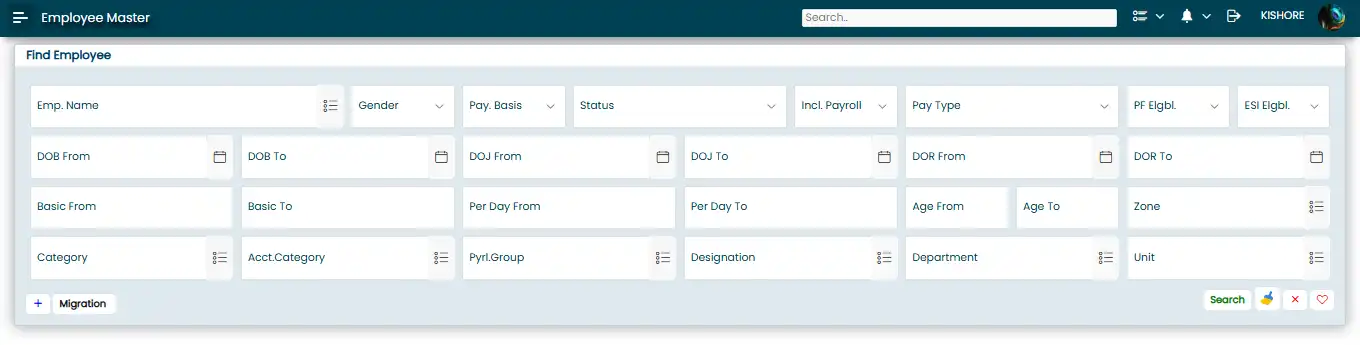 Employee Master Search.. KISHORE
Find Employee
Emp. Name Gender Pay. Basis Status Incl. Payroll Pay Type PF Elgbl. ESI Elgbl.
DOB From DOB To DOJ From DOJ To DOR From DOR To
Basic From Basic To Per Day From Per Day To Age From Age To Zone
Category Acct.Category Pyrl.Group Designation Department Unit
+ Migration Search